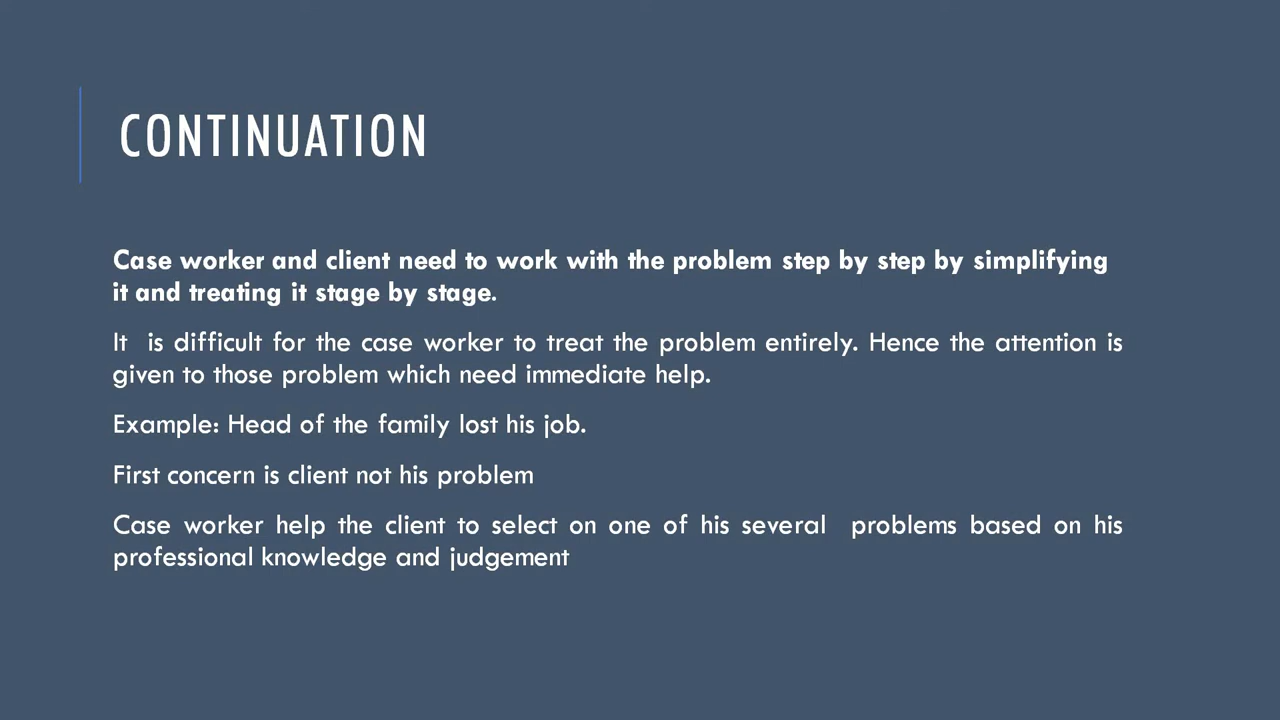 CONTINUATION
Case worker and client need to work with the problem step by step by simplifying
it and treating it stage by stage.
It is difficult for the case worker to treat the problem entirely. Hence the attention is
given to those problem which need immediate help.
Example: Head of the family lost his job.
First concern is client not his problem
Case worker help the client to select on one of his several problems based on his
professional knowledge and judgement